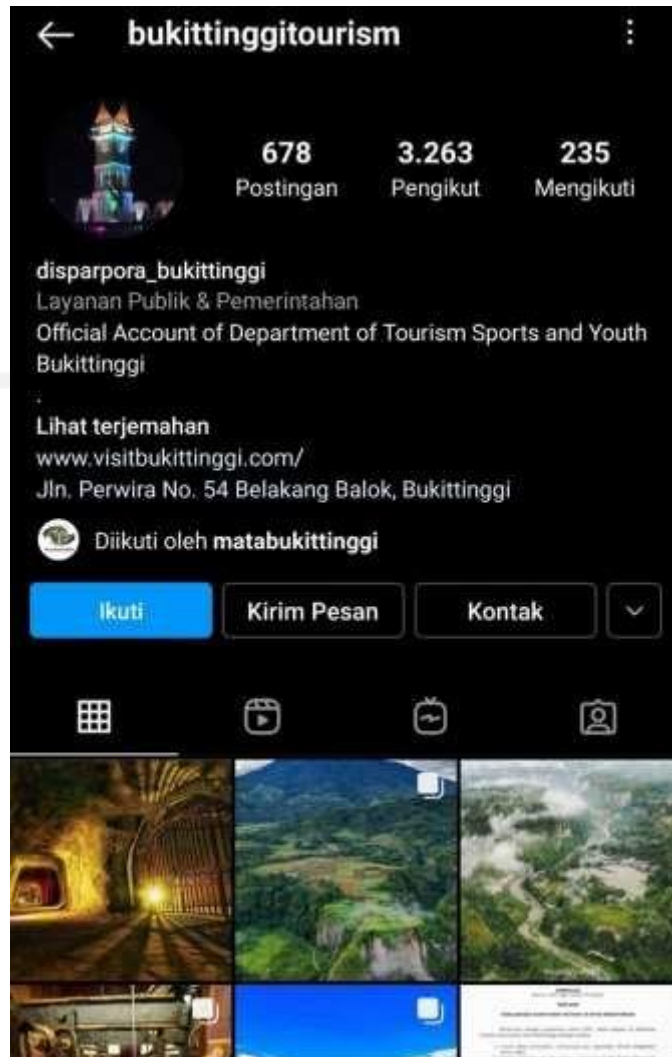 bukittinggitourism
678 3.263 235
Postingan Pengikut Mengikuti
disparpora_bukittinggi
Layanan Publik & Pemerintahan
Official Account of Department of Tourism Sports and Youth
Bukittinggi
.
Lihat terjemahan
www.visitbukittinggi.com/
Jln. Perwira No. 54 Belakang Balok, Bukittinggi
Diikuti oleh matabukittinggi
Ikuti Kirim Pesan Kontak